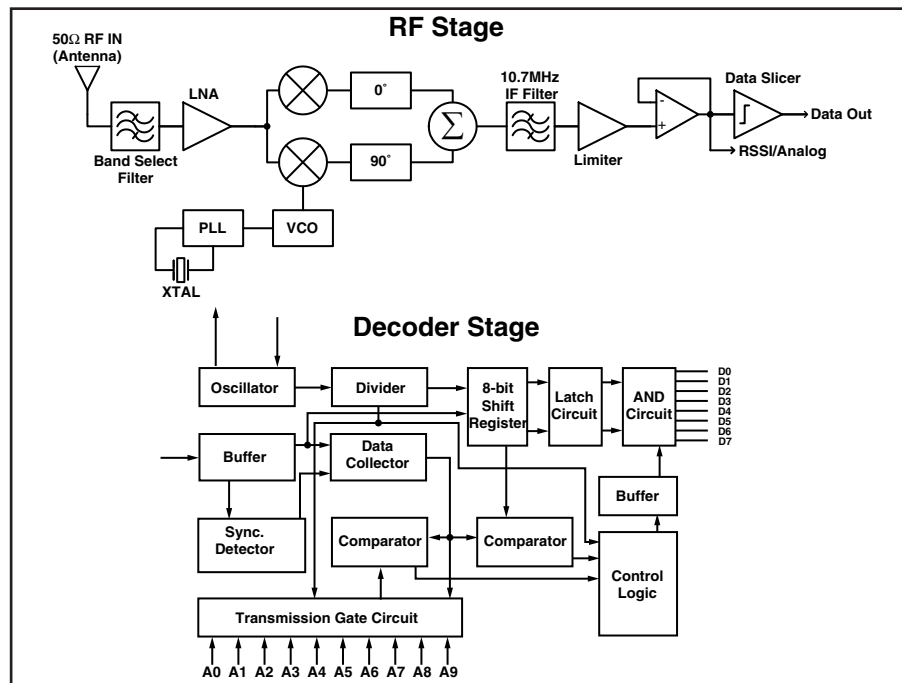 RF Stage
50Ω RF IN
(Antenna)
LNA
Band Select
Filter
0˚
90˚
Σ
10.7MHz
IF Filter
Limiter
-
+
Data Slicer
Data Out
RSSI/Analog
PLL
VCO
XTAL
Decoder Stage
Oscillator
Divider
8-bit
Shift
Register
Latch
Circuit
AND
Circuit
D0
D1
D2
D3
D4
D5
D6
D7
Buffer
Data
Collector
Buffer
Sync.
Detector
Comparator
Comparator
Control
Logic
Transmission Gate Circuit
A0 A1 A2 A3 A4 A5 A6 A7 A8 A9